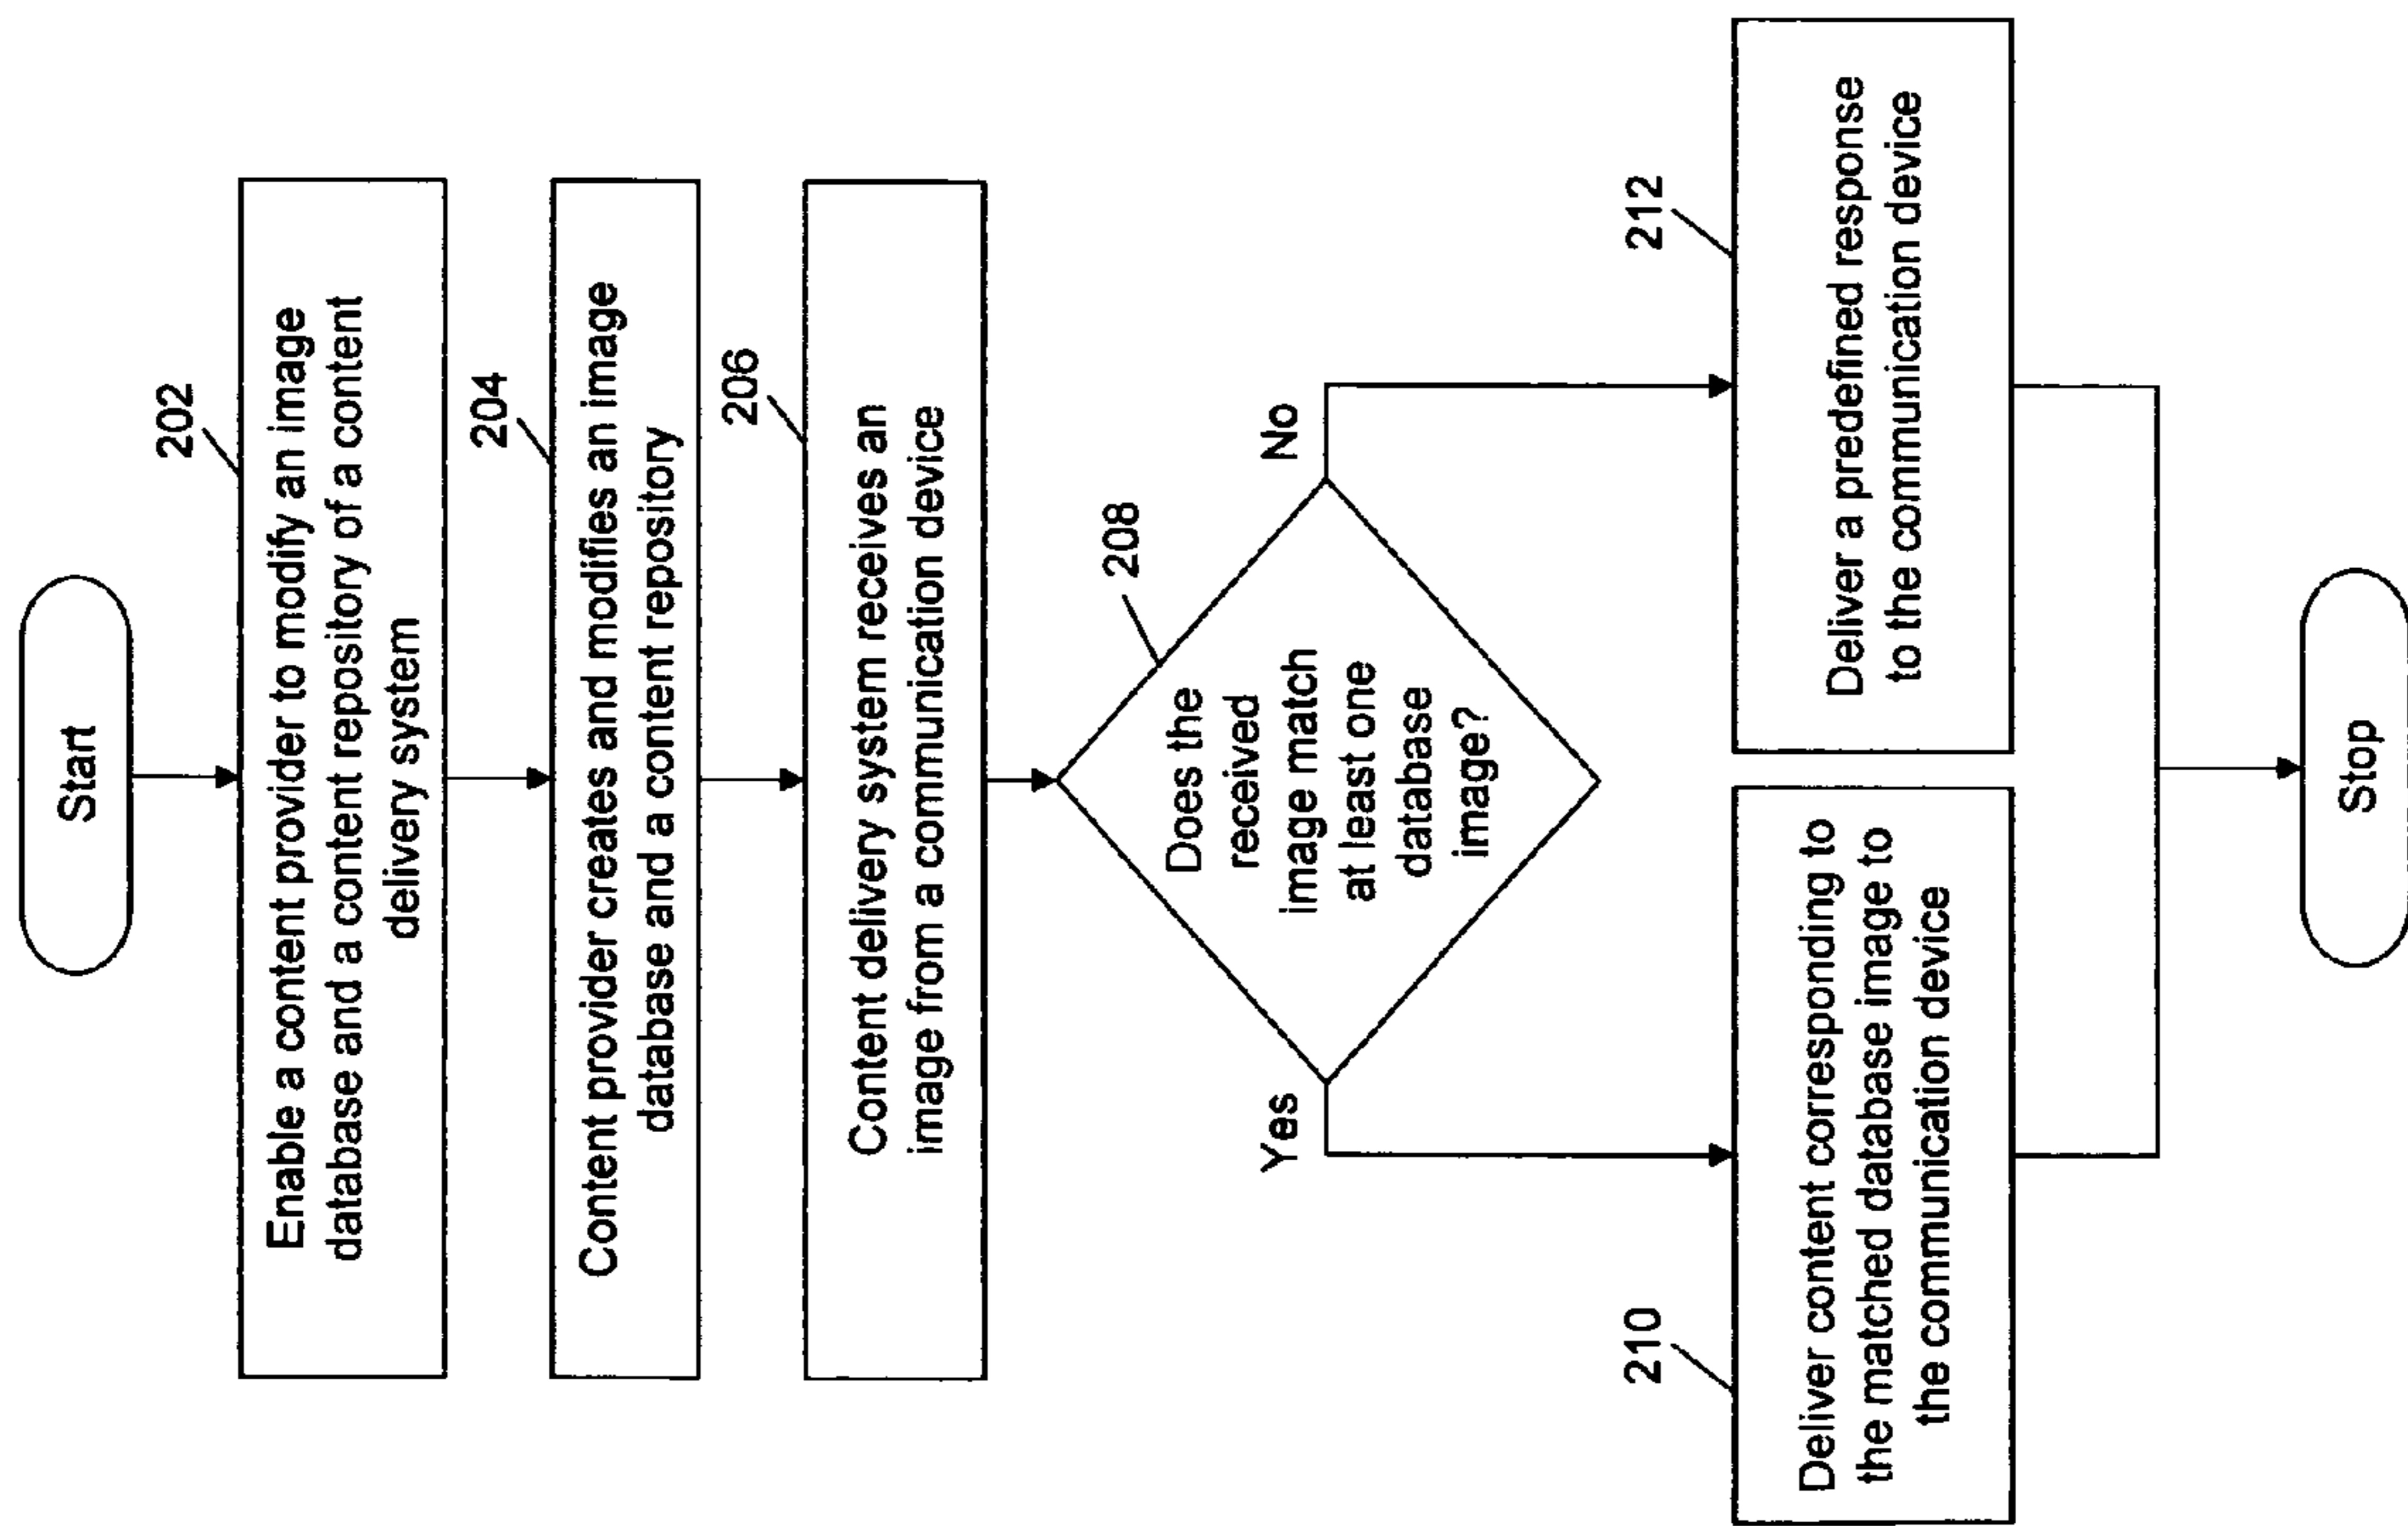 Start
202
Enable a content provider to modify an image
database and a content repository of a content
delivery system
204
Content provider creates and modifies an image
database and a content repository
206
Content delivery system receives an
image from a communication device
208
Does the
received
image match
at least one
database
image?
Yes
No
210
Deliver content corresponding to
the matched database image to
the communication device
212
Deliver a predefined response
to the communication device
Stop